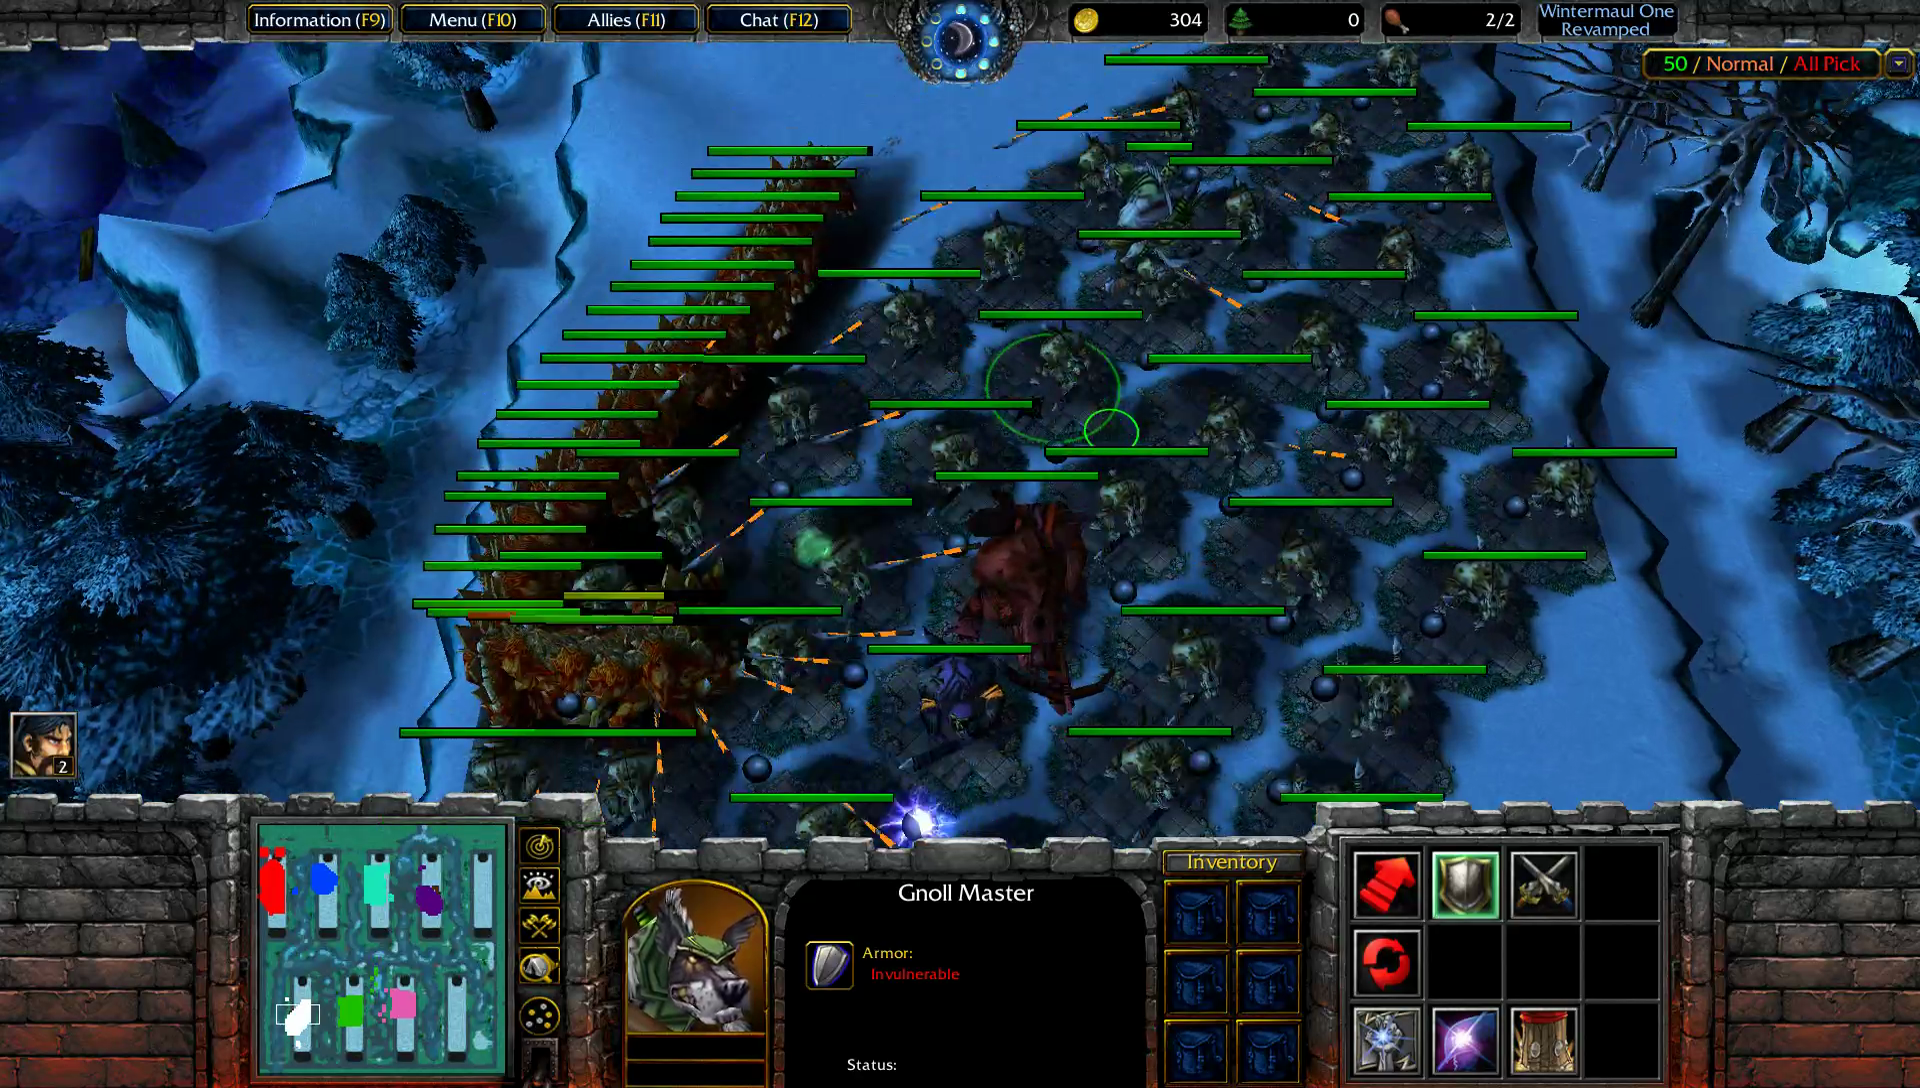 Information (F9)
Menu (F10)
Allies (F11)
Chat (F12)
304
0
2/2
Wintermaul One
Revamped
50 / Normal / All Pick
2
Gnoll Master
Armor:
Invulnerable
Status:
Inventory